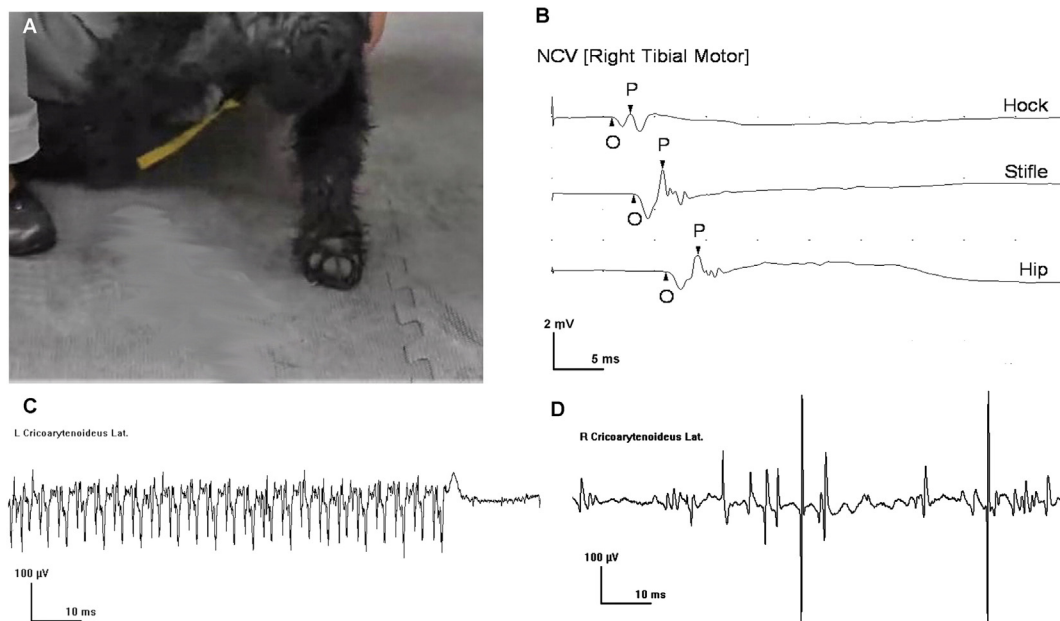 A
B
NCV [Right Tibial Motor]
P
Hock
O
P
Stifle
O
P
Hip
O
2 mV
5 ms
C
L Cricoarytenoideus Lat.
100 µV
10 ms
D
R Cricoarytenoideus Lat.
100 µV
10 ms